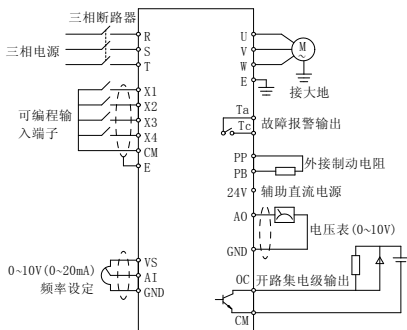 三相断路器
三相电源
R
S
T
X1
X2
X3
X4
CM
E
可编程输
入端子
0~10V(0~20mA)
频率设定
VS
AI
GND
U
V
W
E
M
~
接大地
Ta
Tc
故障报警输出
PP
PB
外接制动电阻
24V
辅助直流电源
AO
GND
电压表(0~10V)
OC
开路集电级输出
CM